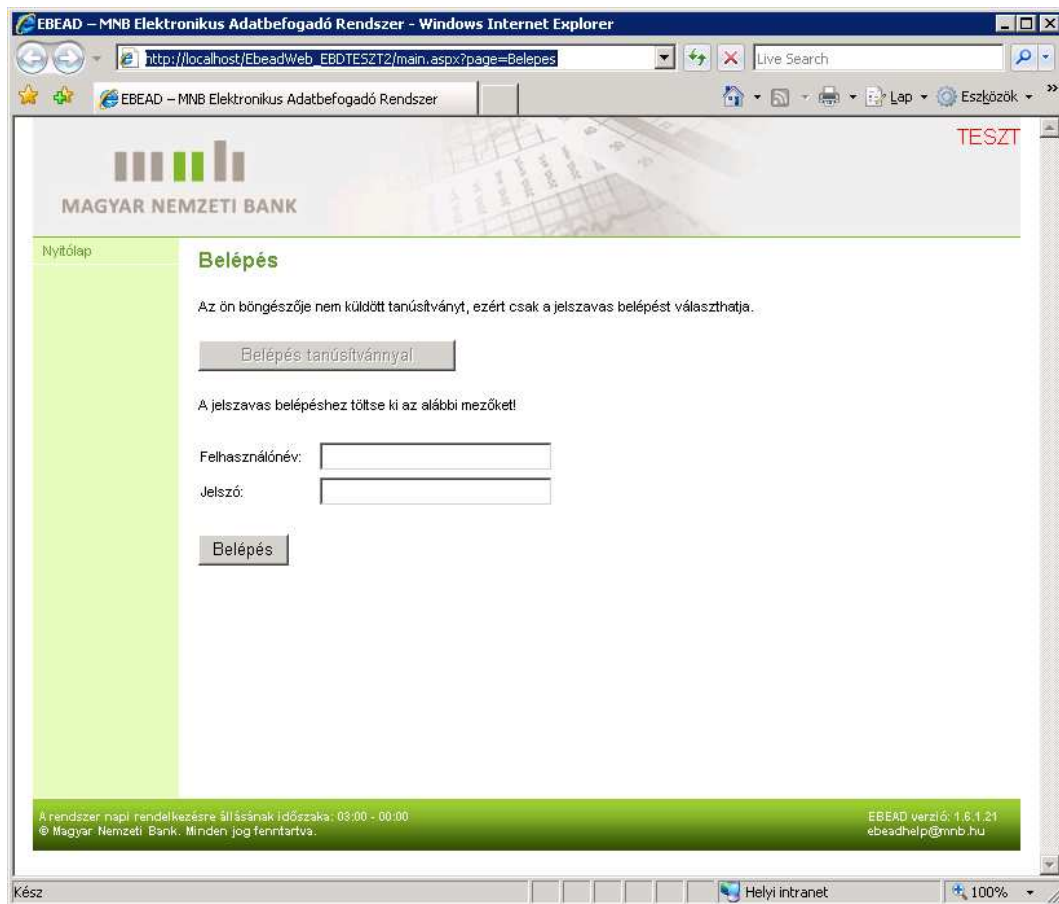 EBEAD – MNB Elektronikus Adatbefogadó Rendszer - Windows Internet Explorer
http://localhost/EbeadWeb_EBDTESZT2/main.aspx?page=Belepes
Live Search
EBEAD – MNB Elektronikus Adatbefogadó Rendszer
Lap
Eszközök
TESZT
MAGYAR NEMZETI BANK
Nyitólap
Belépés
Az ön böngészője nem küldött tanúsítványt, ezért csak a jelszavas belépést választhatja.
Belépés tanúsítvánnyal
A jelszavas belépéshez töltse ki az alábbi mezőket!
Felhasználónév:
Jelszó:
Belépés
A rendszer napi rendelkezésre állásának időszaka: 03:00 - 00:00
EBEAD verzió: 1.6.1.21
© Magyar Nemzeti Bank. Minden jog fenntartva.
ebeadhelp@mnb.hu
Kész
Helyi intranet
100%